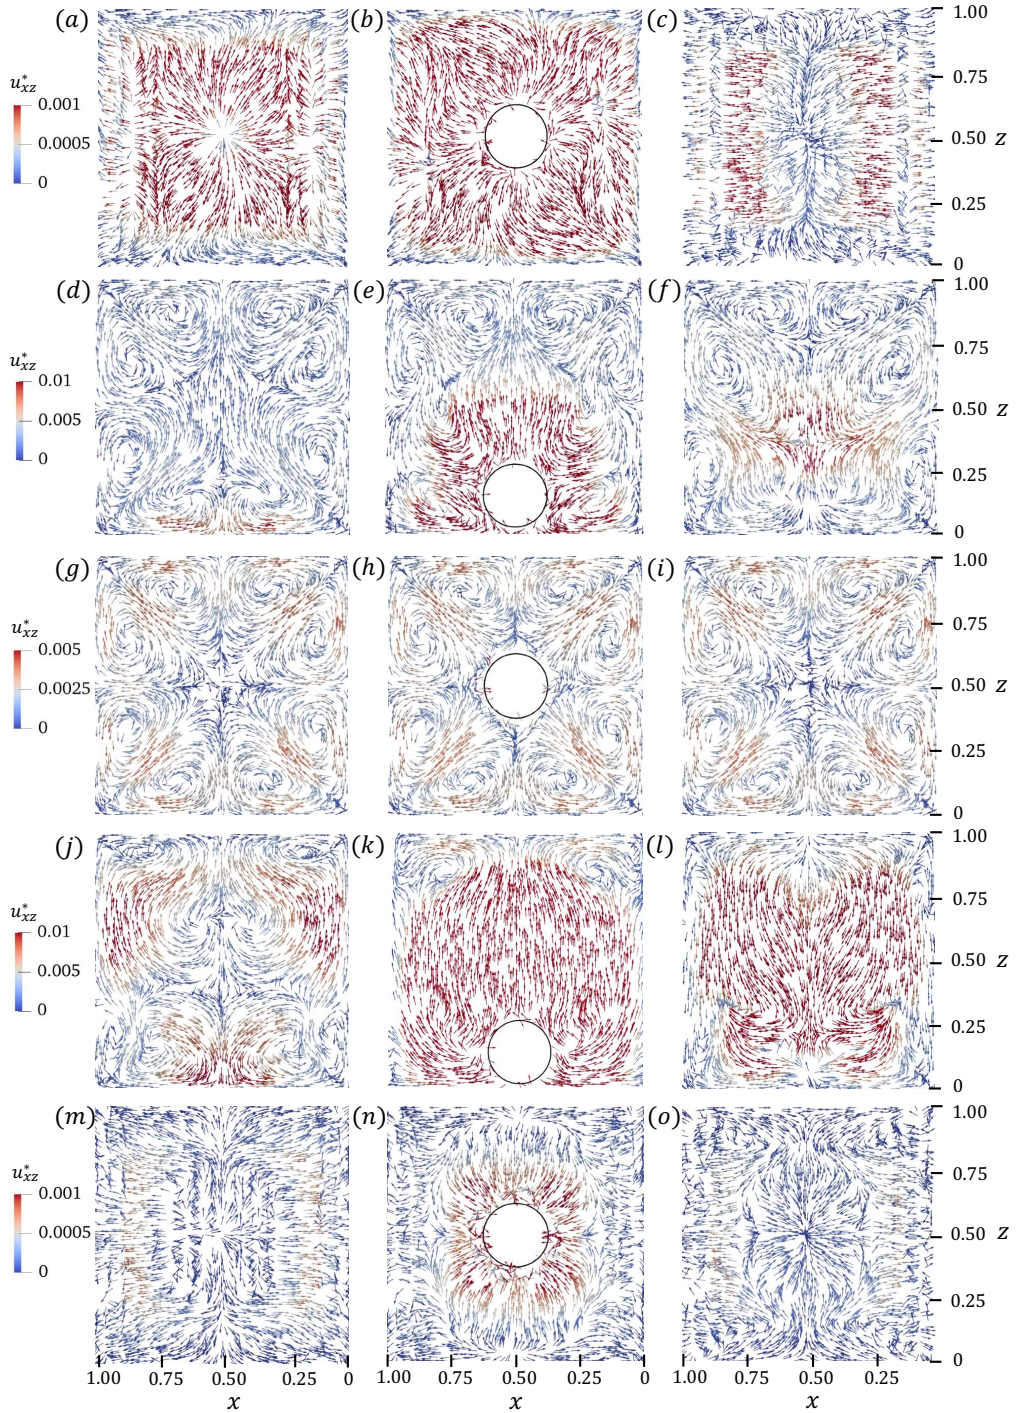 (a) (b) (c) 1.00
u*xz
0.001 0.75
0.0005 0.50 z
0 0.25
0
(d) (e) (f) 1.00
u*xz
0.01 0.75
0.005 0.50 z
0 0.25
0
(g) (h) (i) 1.00
u*xz
0.005 0.75
0.0025 0.50 z
0 0.25
0
(j) (k) (l) 1.00
u*xz
0.01 0.75
0.005 0.50 z
0 0.25
0
(m) (n) (o) 1.00
u*xz
0.001 0.75
0.0005 0.50 z
0 0.25
0
1.00 0.75 0.50 0.25 0 1.00 0.75 0.50 0.25 0 1.00 0.75 0.50 0.25
x x x